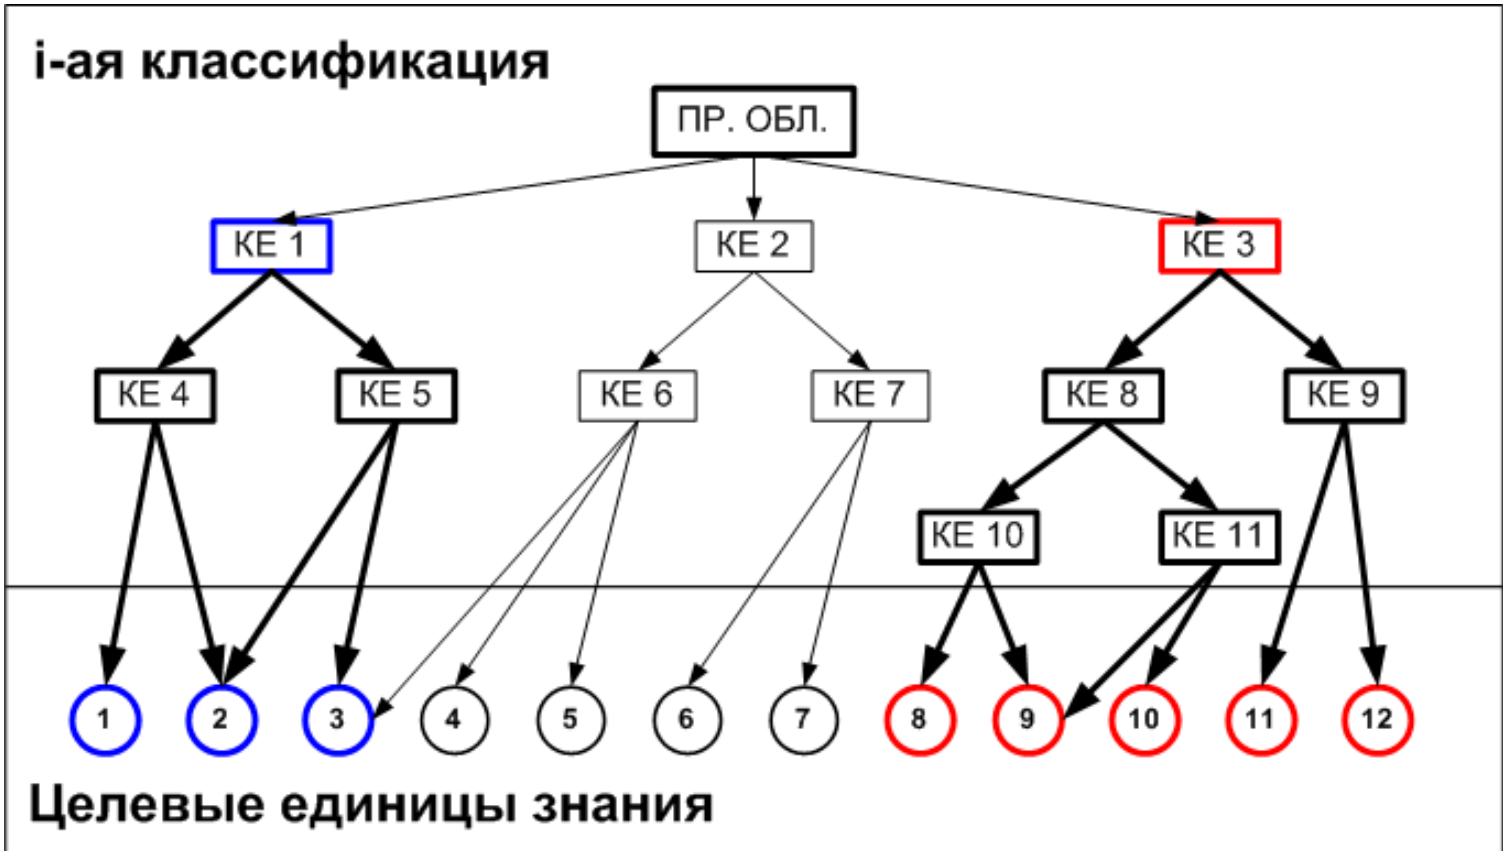 i-ая классификация
ПР. ОБЛ.
КЕ 1
КЕ 2
КЕ 3
КЕ 4
КЕ 5
КЕ 6
КЕ 7
КЕ 8
КЕ 9
КЕ 10
КЕ 11
1
2
3
4
5
6
7
8
9
10
11
12
Целевые единицы знания